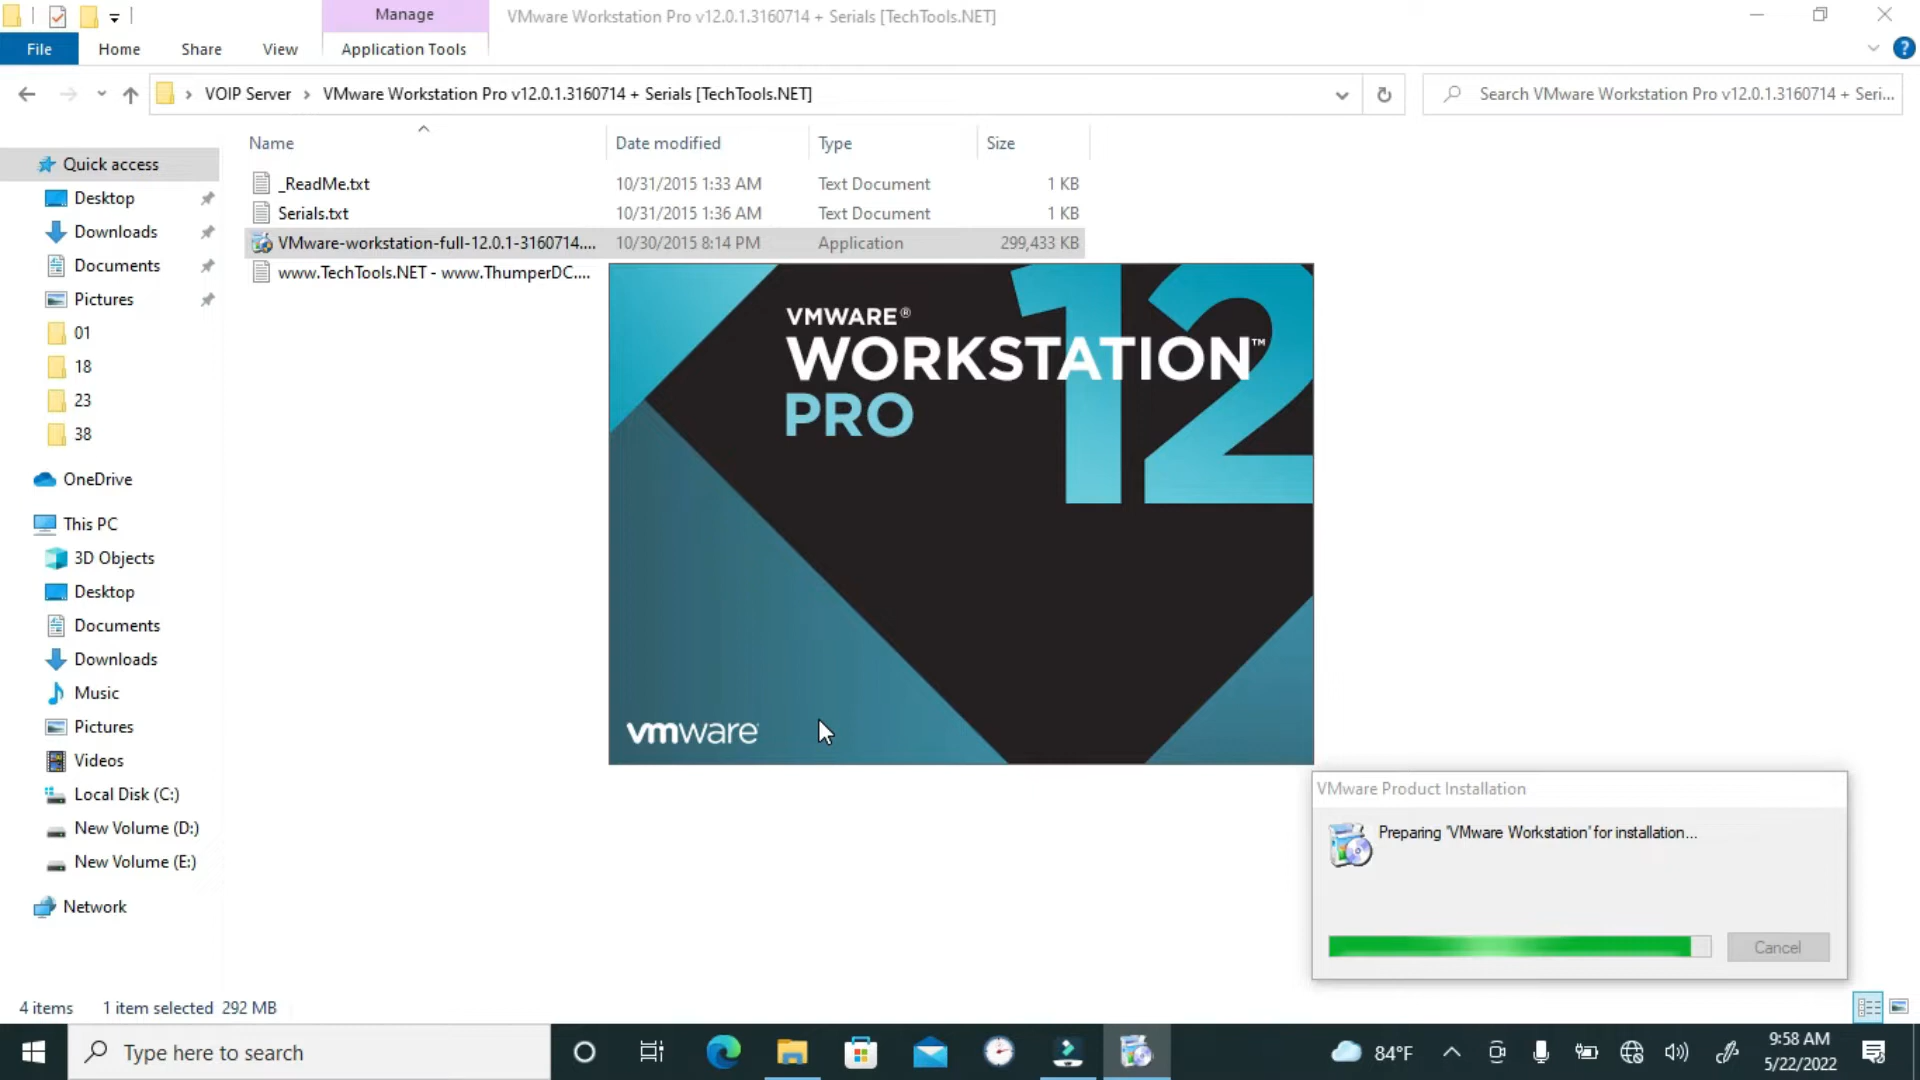 Manage
VMware Workstation Pro v12.0.1.3160714 + Serials [TechTools.NET]
File
Home
Share
View
Application Tools
?
VOIP Server
VMware Workstation Pro v12.0.1.3160714 + Serials [TechTools.NET]
Search VMware Workstation Pro v12.0.1.3160714 + Seri...
Name
Date modified
Type
Size
_ReadMe.txt
10/31/2015 1:33 AM
Text Document
1 KB
Serials.txt
10/31/2015 1:36 AM
Text Document
1 KB
VMware-workstation-full-12.0.1-3160714....
10/30/2015 8:14 PM
Application
299,433 KB
www.TechTools.NET - www.ThumperDC....
Quick access
Desktop
Downloads
Documents
Pictures
01
18
23
38
OneDrive
This PC
3D Objects
Desktop
Documents
Downloads
Music
Pictures
Videos
Local Disk (C:)
New Volume (D:)
New Volume (E:)
Network
12
VMWARE®
WORKSTATION™
PRO
vmware
VMware Product Installation
Preparing 'VMware Workstation' for installation...
Cancel
4 items
1 item selected 292 MB
Type here to search
84°F
9:58 AM
5/22/2022